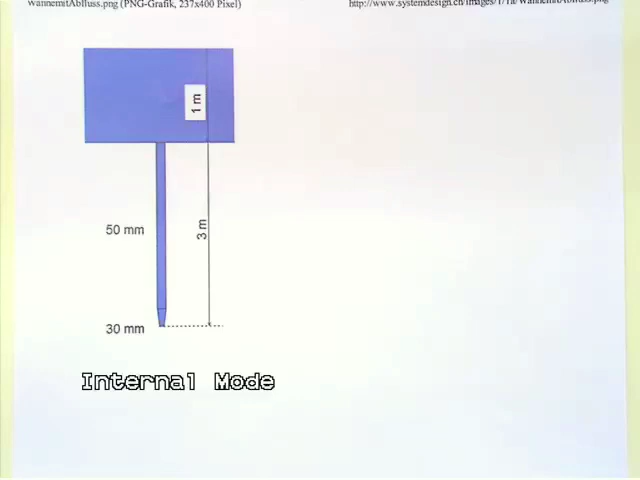 WannemitAbfluss.png (PNG-Grafik, 237x400 Pixel)
1 m
50 mm
3 m
30 mm
Internal Mode